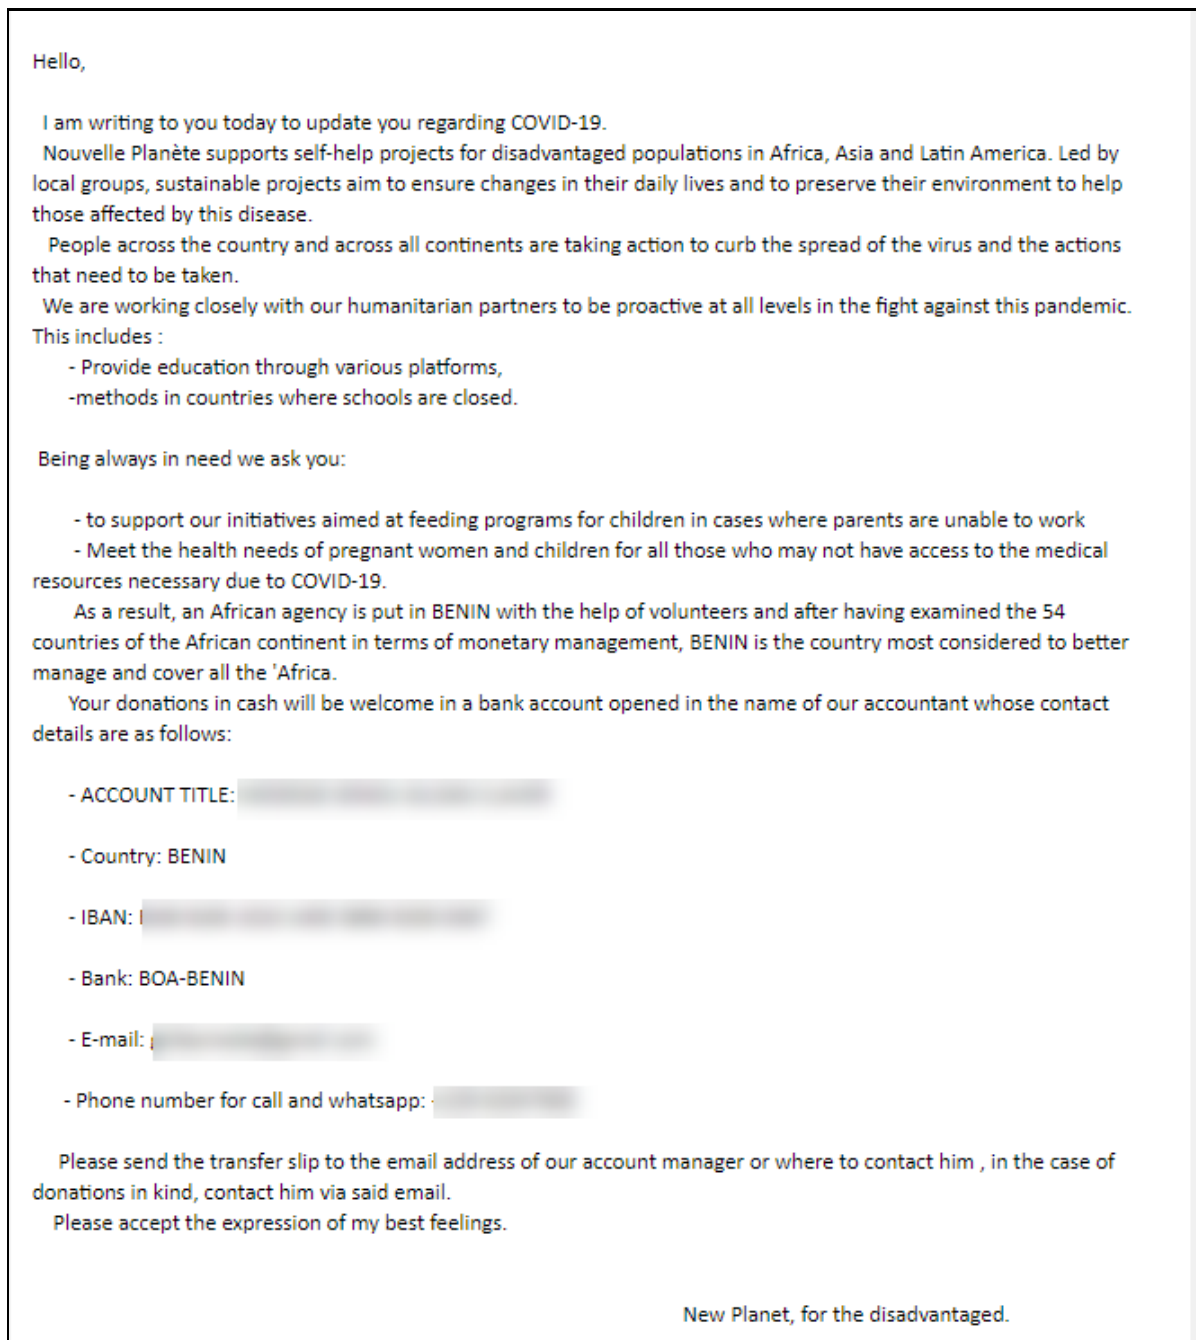 Hello,
I am writing to you today to update you regarding COVID-19.
Nouvelle Planète supports self-help projects for disadvantaged populations in Africa, Asia and Latin America. Led by
local groups, sustainable projects aim to ensure changes in their daily lives and to preserve their environment to help
those affected by this disease.
People across the country and across all continents are taking action to curb the spread of the virus and the actions
that need to be taken.
We are working closely with our humanitarian partners to be proactive at all levels in the fight against this pandemic.
This includes :
- Provide education through various platforms,
-methods in countries where schools are closed.
Being always in need we ask you:
- to support our initiatives aimed at feeding programs for children in cases where parents are unable to work
- Meet the health needs of pregnant women and children for all those who may not have access to the medical
resources necessary due to COVID-19.
As a result, an African agency is put in BENIN with the help of volunteers and after having examined the 54
countries of the African continent in terms of monetary management, BENIN is the country most considered to better
manage and cover all the 'Africa.
Your donations in cash will be welcome in a bank account opened in the name of our accountant whose contact
details are as follows:
- ACCOUNT TITLE:
- Country: BENIN
- IBAN:
- Bank: BOA-BENIN
- E-mail:
- Phone number for call and whatsapp:
Please send the transfer slip to the email address of our account manager or where to contact him , in the case of
donations in kind, contact him via said email.
Please accept the expression of my best feelings.
New Planet, for the disadvantaged.